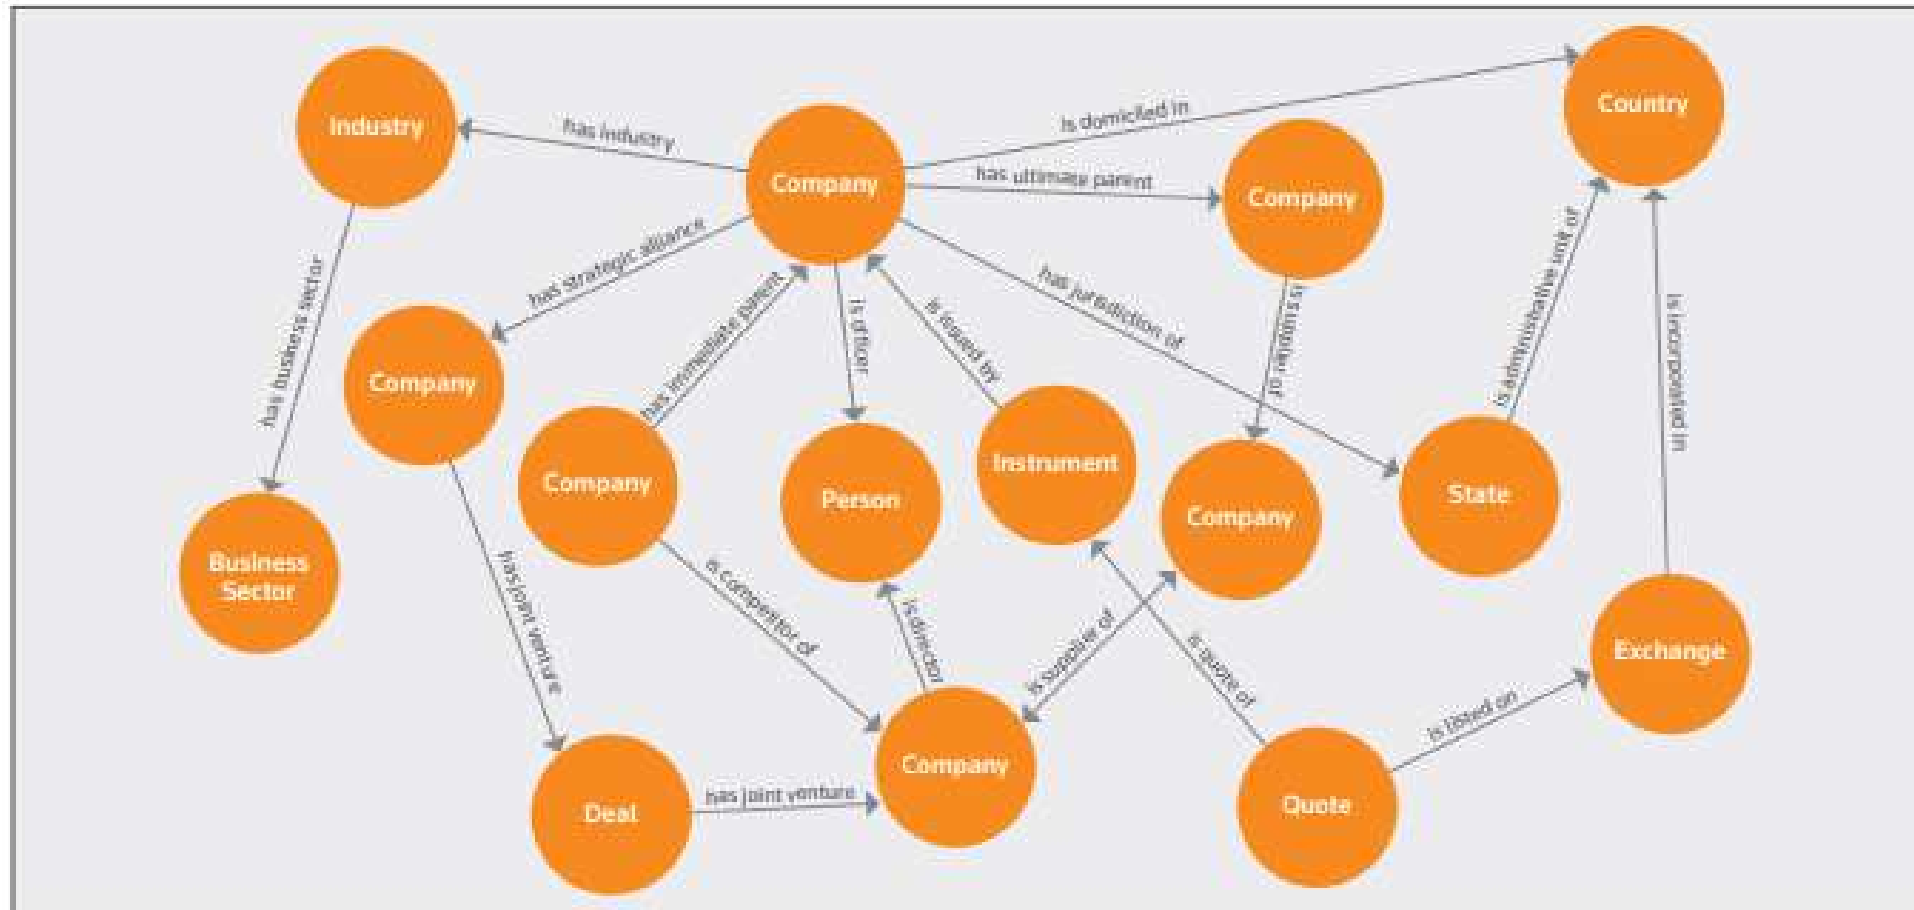 Country
Industry
has industry
Is domiciled in
Company
has ultimate parent
Company
has strategic alliance
has business sector
has immediate parent
is officer
is issued by
has jurisdiction of
is supplier of
is administrative unit of
is incorporated in
Company
Company
Person
Instrument
Company
State
Business
Sector
has joint venture
is competitor of
is director
is supplier of
is quote of
Exchange
is listed on
Company
has joint venture
Deal
Quote